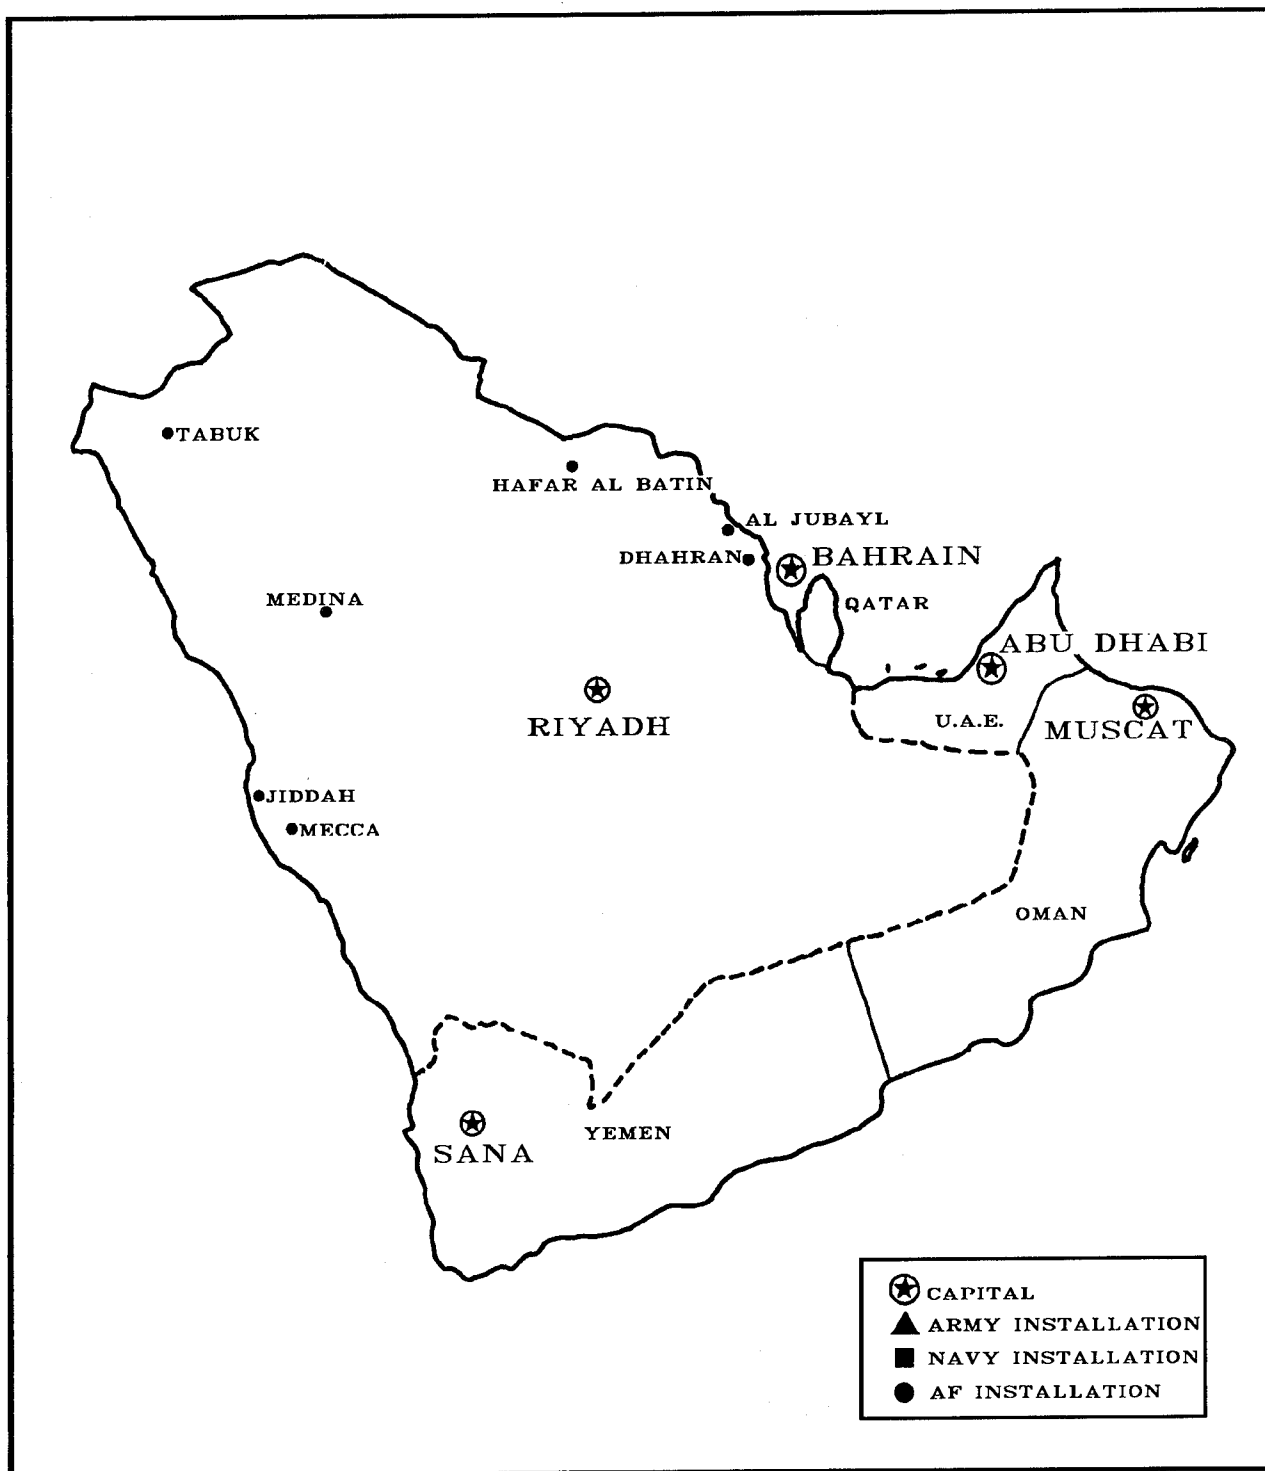 TABUK
HAFAR AL BATIN
AL JUBAYL
DHAHRAN
BAHRAIN
MEDINA
QATAR
ABU DHABI
RIYADH
U.A.E.
MUSCAT
JIDDAH
MECCA
OMAN
SANA
YEMEN
CAPITAL
ARMY INSTALLATION
NAVY INSTALLATION
AF INSTALLATION